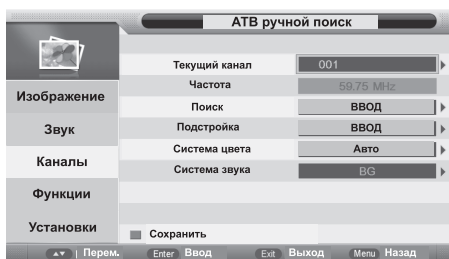 АТВ ручной поиск
Текущий канал 001
Частота 59.75 MHz
Поиск ВВОД
Подстройка ВВОД
Система цвета Авто
Система звука BG
Сохранить
Изображение
Звук
Каналы
Функции
Установки
Перем. Enter Ввод Exit Выход Menu Назад